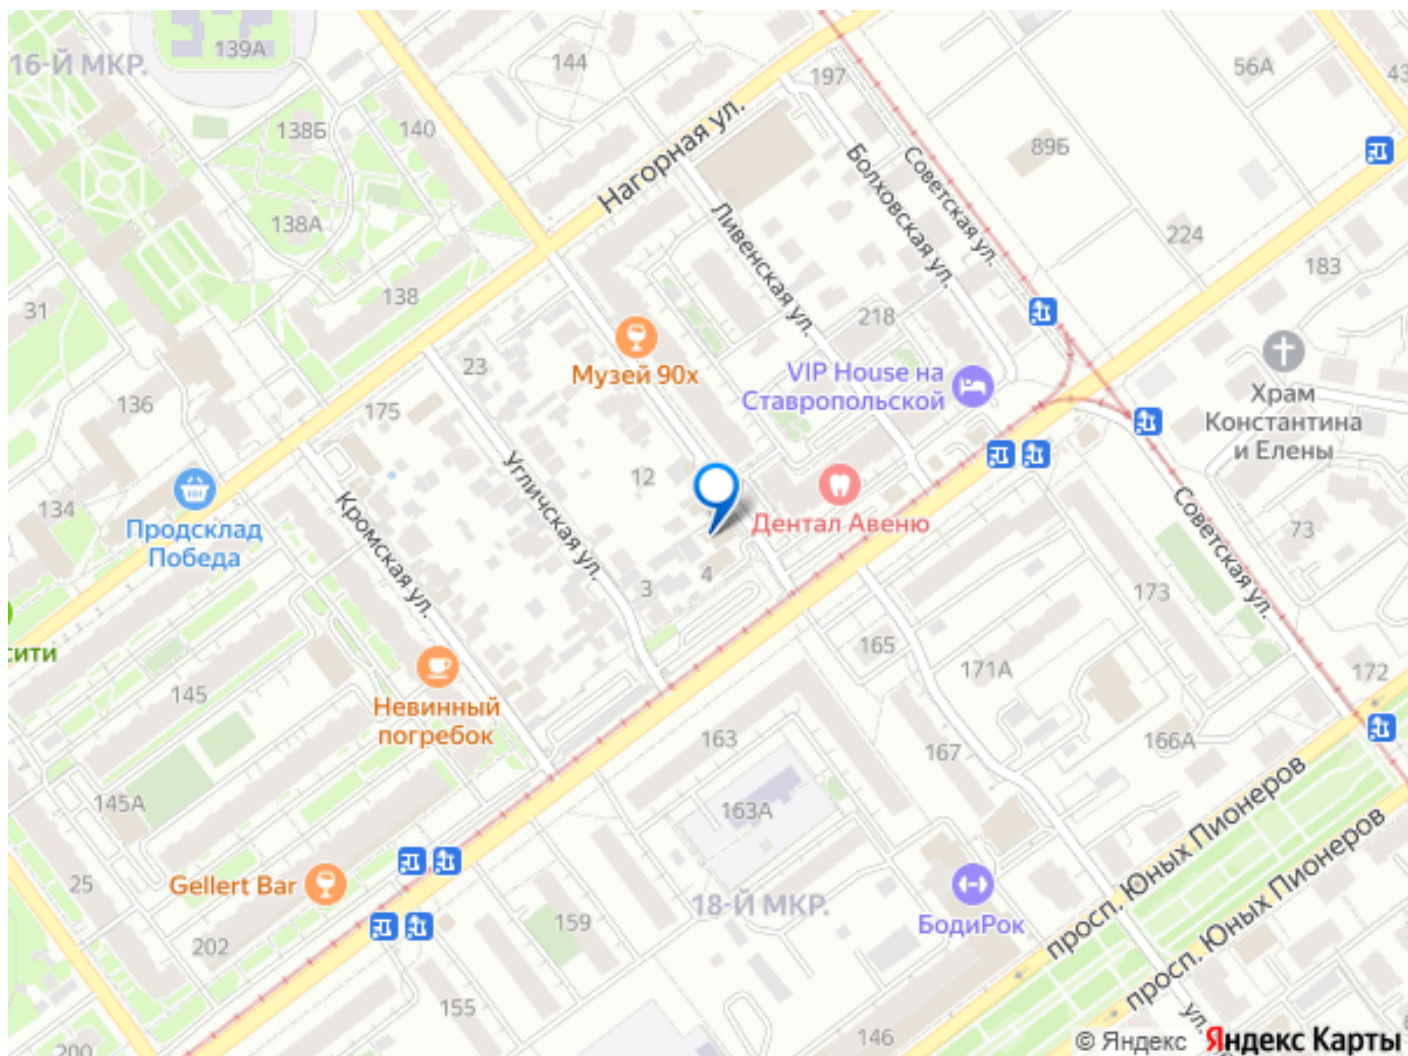 139А
16-Й МКР.
144
197
56А
43
138Б
140
Нагорная ул.
89Б
Болховская ул.
Советская ул.
138А
Ливенская ул.
224
183
31
138
218
23
Музей 90х
VIP House на
Ставропольской
Храм
Константина
и Елены
136
175
134
12
Угличская ул.
Кромская ул.
Продсклад
Победа
Дентал Авеню
Советская ул.
73
3
4
173
сити
165
171А
172
145
Невинный
погребок
163
167
166А
145А
163А
просп. Юных Пионеров
просп. Юных Пионеров
25
Gellert Bar
18-Й МКР.
БодиРок
202
159
155
146
200
ул.
© Яндекс
Яндекс Карты